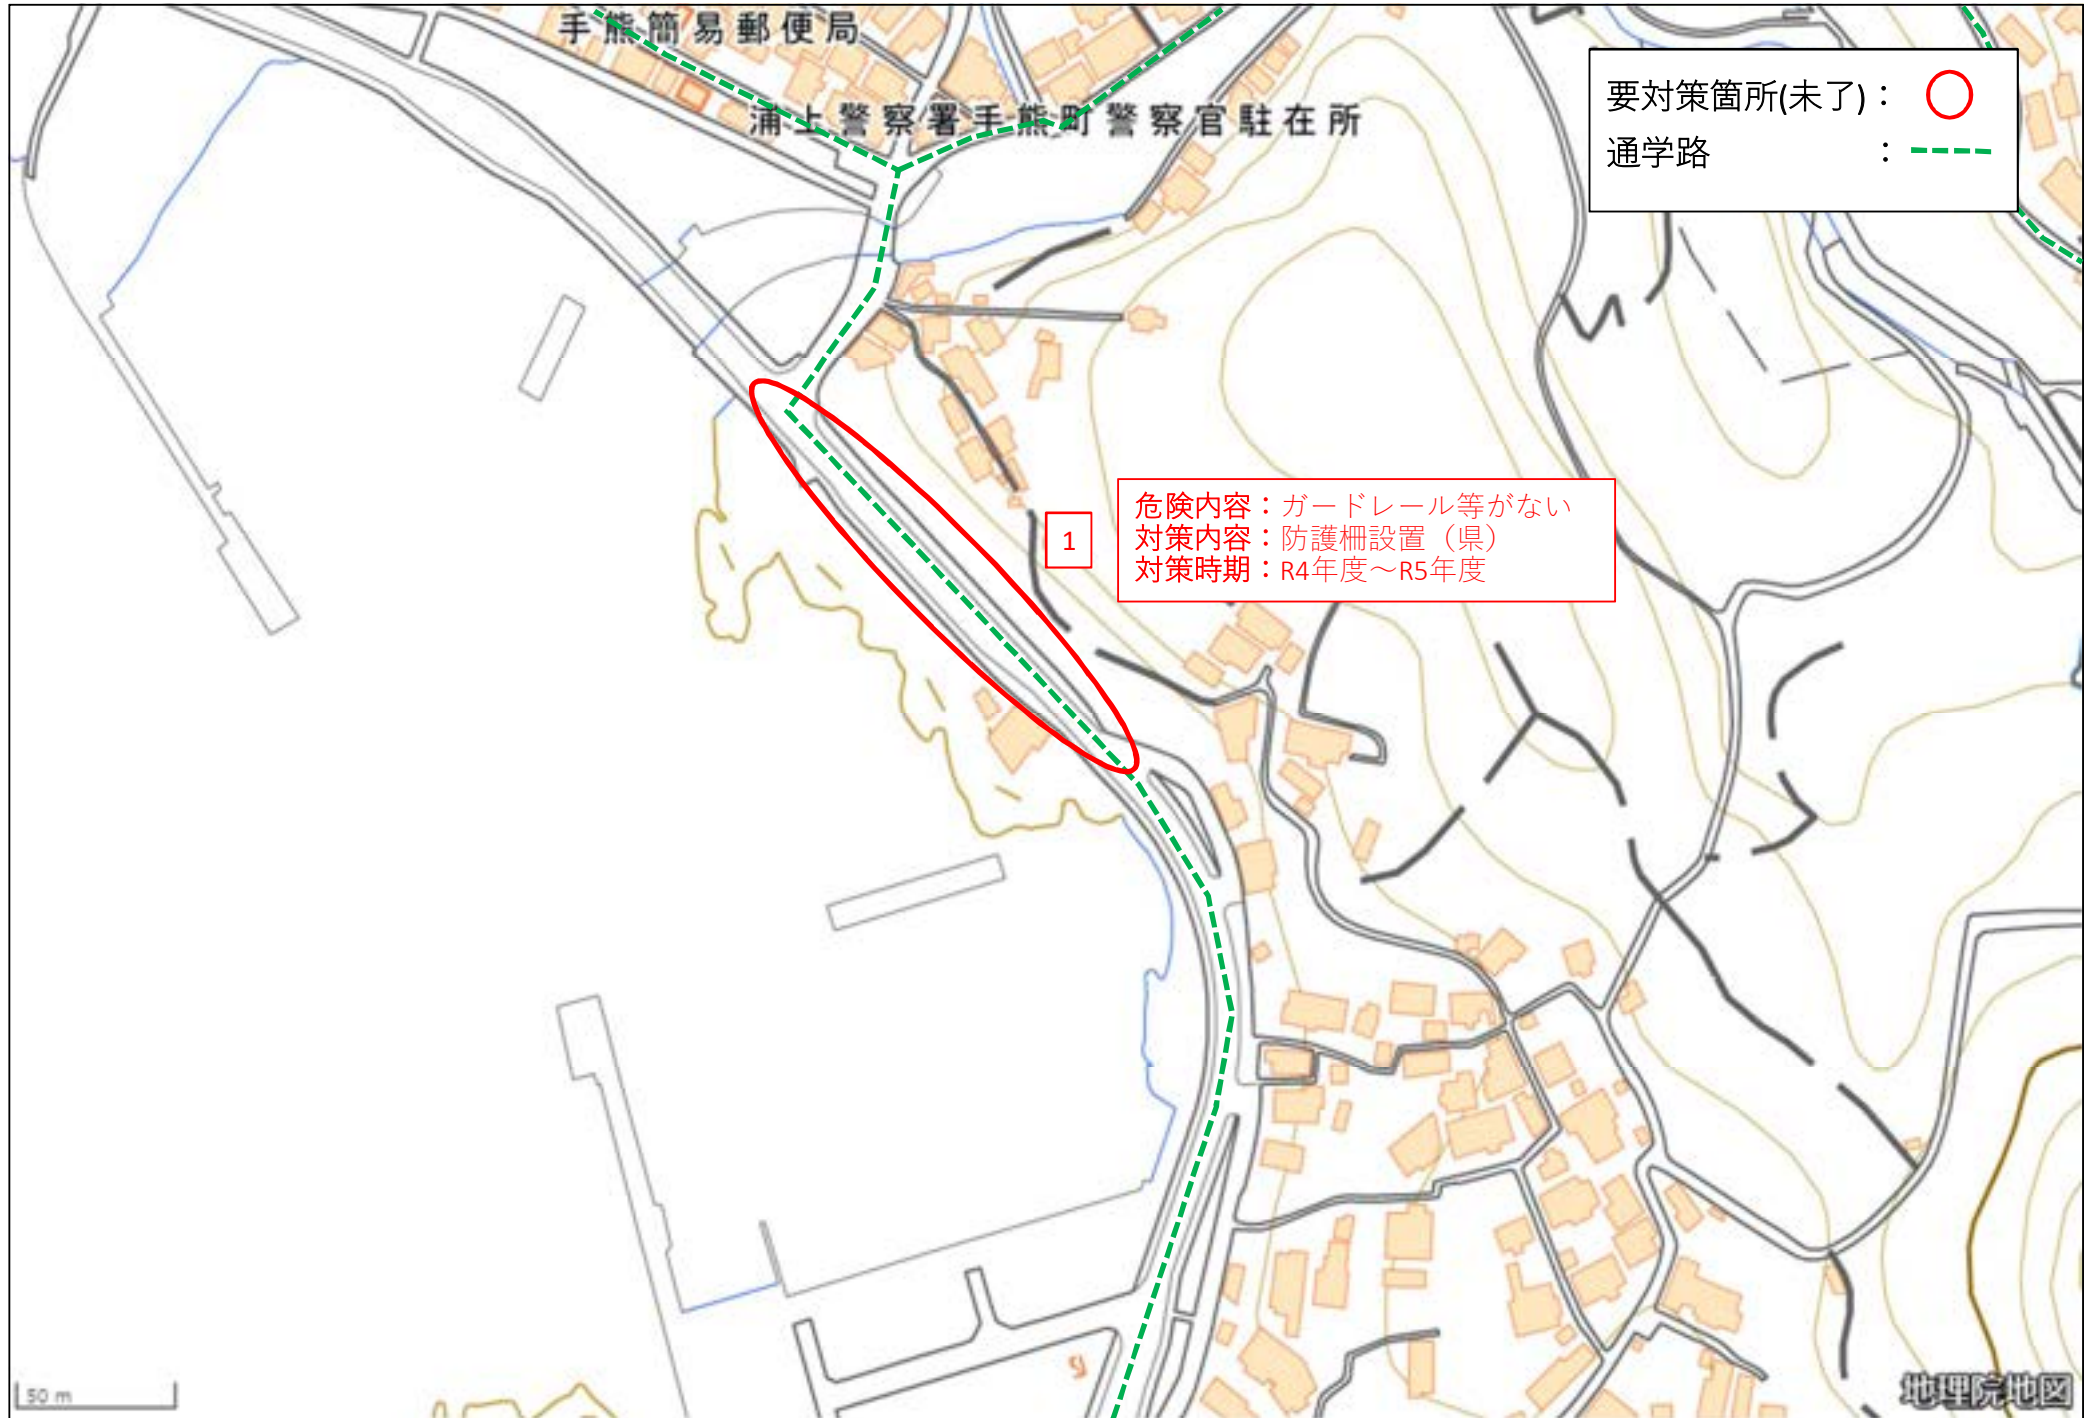 手熊簡易郵便局
浦上警察署手熊町警察官駐在所
要対策箇所(未了)：
通学路　　　　　：
1
危険内容：ガードレール等がない
対策内容：防護柵設置（県）
対策時期：R4年度～R5年度
50 m
地理院地図